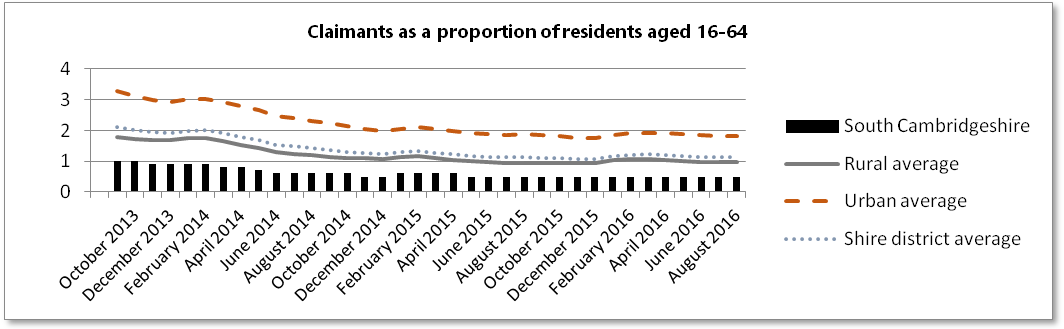 Claimants as a proportion of residents aged 16-64
4
3
2
1
0
October 2013
December 2013
February 2014
April 2014
June 2014
August 2014
October 2014
December 2014
February 2015
April 2015
June 2015
August 2015
October 2015
December 2015
February 2016
April 2016
June 2016
August 2016
South Cambridgeshire
Rural average
Urban average
Shire district average